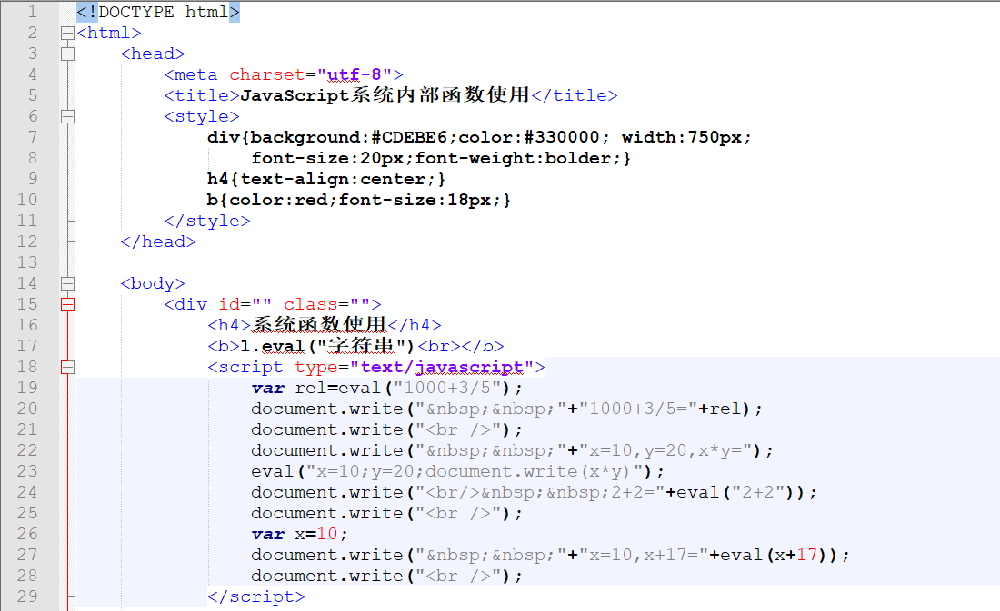 1 <!DOCTYPE html>
2 <html>
3 <head>
4 <meta charset="utf-8">
5 <title>JavaScript系统内部函数使用</title>
6 <style>
7 div{background:#CDEBE6;color:#330000; width:750px;
8 font-size:20px;font-weight:bolder;}
9 h4{text-align:center;}
10 b{color:red;font-size:18px;}
11 </style>
12 </head>
13
14 <body>
15 <div id="" class="">
16 <h4>系统函数使用</h4>
17 <b>1.eval("字符串")<br></b>
18 <script type="text/javascript">
19 var rel=eval("1000+3/5");
20 document.write("&nbsp;&nbsp;"+"1000+3/5="+rel);
21 document.write("<br />");
22 document.write("&nbsp;&nbsp;"+"x=10,y=20,x*y=");
23 eval("x=10;y=20;document.write(x*y)");
24 document.write("<br/>&nbsp;&nbsp;2+2="+eval("2+2"));
25 document.write("<br />");
26 var x=10;
27 document.write("&nbsp;&nbsp;"+"x=10,x+17="+eval(x+17));
28 document.write("<br />");
29 </script>